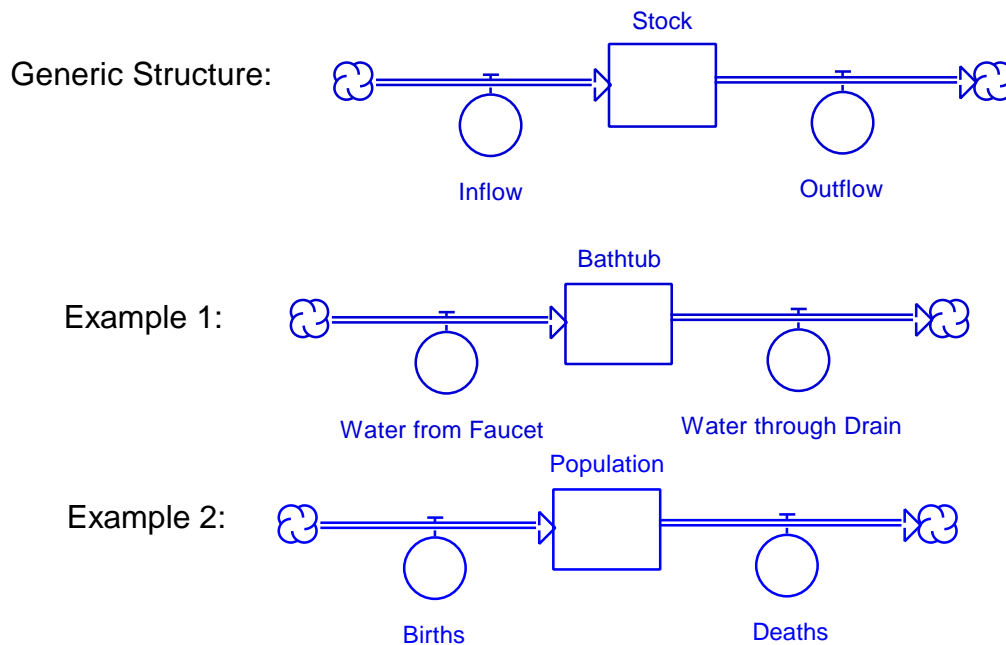 Stock
Generic Structure:
Inflow
Outflow
Bathtub
Example 1:
Water from Faucet
Water through Drain
Population
Example 2:
Births
Deaths